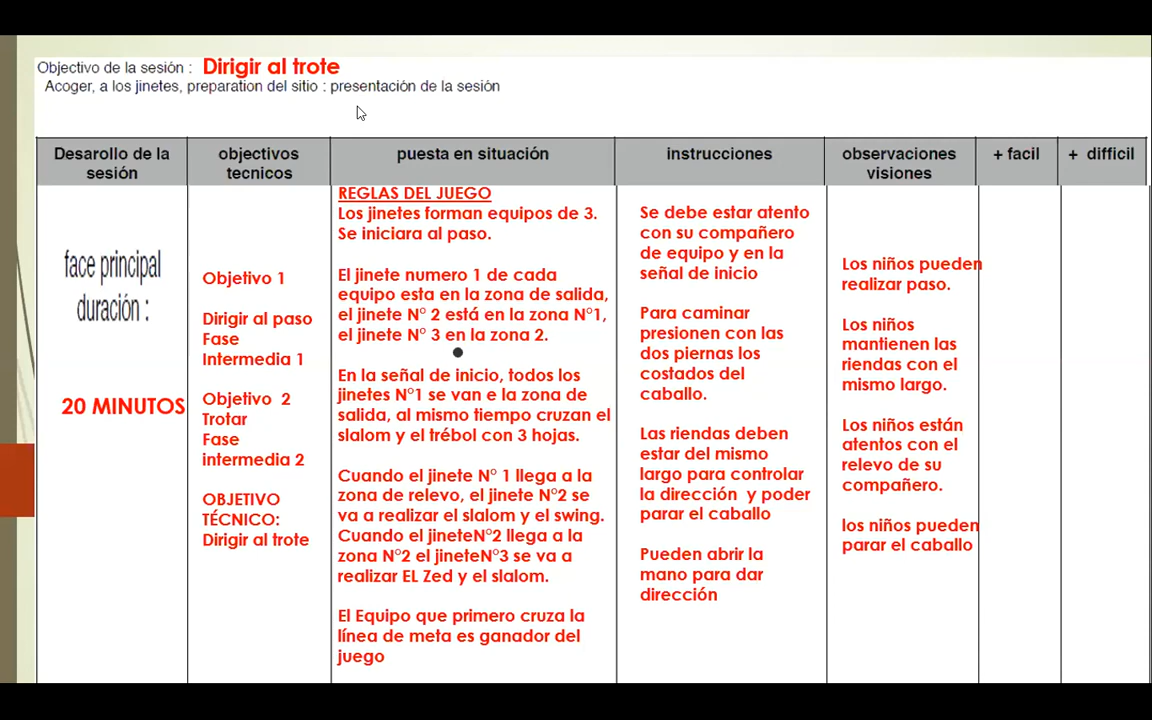 Objectivo de la sesión : Dirigir al trote
Acoger, a los jinetes, preparation del sitio : presentación de la sesión
Desarollo de la
sesión
objectivos
tecnicos
puesta en situación
instrucciones
observaciones
visiones
+ facil
+ difficil
face principal
duración :
20 MINUTOS
Objetivo 1
Dirigir al paso
Fase
Intermedia 1
Objetivo 2
Trotar
Fase
intermedia 2
OBJETIVO
TÉCNICO:
Dirigir al trote
REGLAS DEL JUEGO
Los jinetes forman equipos de 3.
Se iniciara al paso.
El jinete numero 1 de cada
equipo esta en la zona de salida,
el jinete N° 2 está en la zona N°1,
el jinete N° 3 en la zona 2.
En la señal de inicio, todos los
jinetes N°1 se van e la zona de
salida, al mismo tiempo cruzan el
slalom y el trébol con 3 hojas.
Cuando el jinete N° 1 llega a la
zona de relevo, el jinete N°2 se
va a realizar el slalom y el swing.
Cuando el jineteN°2 llega a la
zona N°2 el jineteN°3 se va a
realizar EL Zed y el slalom.
El Equipo que primero cruza la
línea de meta es ganador del
juego
Se debe estar atento
con su compañero
de equipo y en la
señal de inicio
Para caminar
presionen con las
dos piernas los
costados del
caballo.
Las riendas deben
estar del mismo
largo para controlar
la dirección y poder
parar el caballo
Pueden abrir la
mano para dar
dirección
Los niños pueden
realizar paso.
Los niños
mantienen las
riendas con el
mismo largo.
Los niños están
atentos con el
relevo de su
compañero.
los niños pueden
parar el caballo